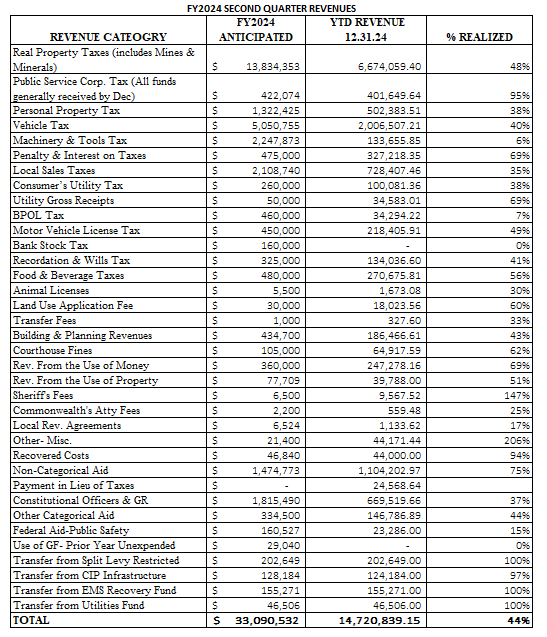 FY2024 SECOND QUARTER REVENUES
REVENUE CATEOGRY FY2024 ANTICIPATED YTD REVENUE 12.31.24 % REALIZED
Real Property Taxes (includes Mines &
Minerals) $ 13,834,353 6,674,059.40 48%
Public Service Corp. Tax (All funds
generally received by Dec) $ 422,074 401,649.64 95%
Personal Property Tax $ 1,322,425 502,383.51 38%
Vehicle Tax $ 5,050,755 2,006,507.21 40%
Machinery & Tools Tax $ 2,247,873 133,655.85 6%
Penalty & Interest on Taxes $ 475,000 327,218.35 69%
Local Sales Taxes $ 2,108,740 728,407.46 35%
Consumer's Utility Tax $ 260,000 100,081.36 38%
Utility Gross Receipts $ 50,000 34,583.01 69%
BPOL Tax $ 460,000 34,294.22 7%
Motor Vehicle License Tax $ 450,000 218,405.91 49%
Bank Stock Tax $ 160,000 - 0%
Recordation & Wills Tax $ 325,000 134,036.60 41%
Food & Beverage Taxes $ 480,000 270,675.81 56%
Animal Licenses $ 5,500 1,673.08 30%
Land Use Application Fee $ 30,000 18,023.56 60%
Transfer Fees $ 1,000 327.60 33%
Building & Planning Revenues $ 434,700 186,466.61 43%
Courthouse Fines $ 105,000 64,917.59 62%
Rev. From the Use of Money $ 360,000 247,278.16 69%
Rev. From the Use of Property $ 77,709 39,788.00 51%
Sheriff's Fees $ 6,500 9,567.52 147%
Commonwealth's Atty Fees $ 2,200 559.48 25%
Local Rev. Agreements $ 6,524 1,133.62 17%
Other- Misc. $ 21,400 44,171.44 206%
Recovered Costs $ 46,840 44,000.00 94%
Non-Categorical Aid $ 1,474,773 1,104,202.97 75%
Payment in Lieu of Taxes $ - 24,568.64
Constitutional Officers & GR $ 1,815,490 669,519.66 37%
Other Categorical Aid $ 334,500 146,786.89 44%
Federal Aid-Public Safety $ 160,527 23,286.00 15%
Use of GF- Prior Year Unexpended $ 29,040 - 0%
Transfer from Split Levy Restricted $ 202,649 202,649.00 100%
Transfer from CIP Infrastructure $ 128,184 124,184.00 97%
Transfer from EMS Recovery Fund $ 155,271 155,271.00 100%
Transfer from Utilities Fund $ 46,506 46,506.00 100%
TOTAL $ 33,090,532 14,720,839.15 44%